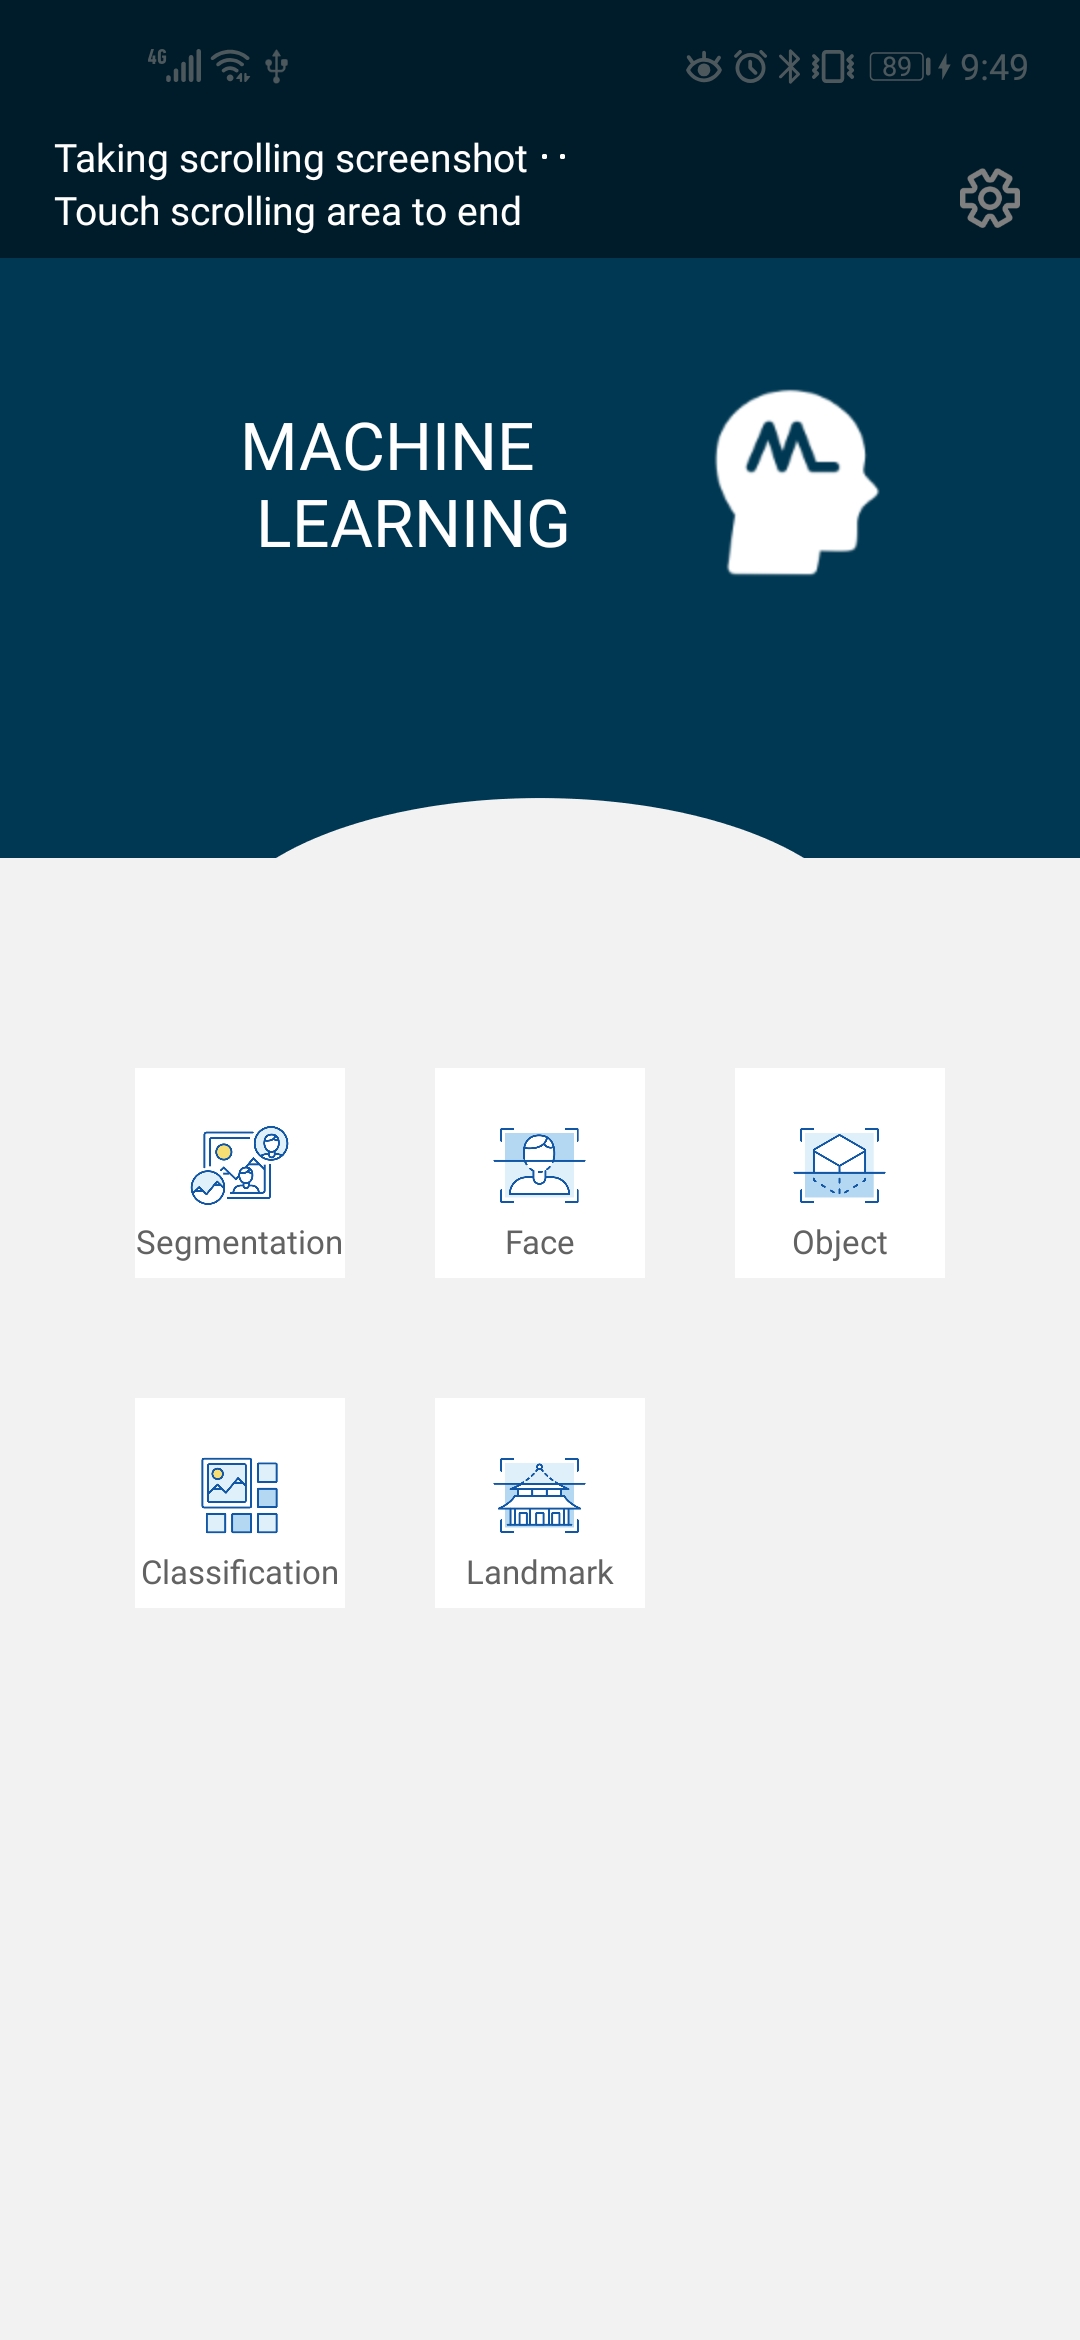 4G 89 9:49
Taking scrolling screenshot · ·
Touch scrolling area to end
MACHINE
LEARNING
Segmentation Face Object
Classification Landmark